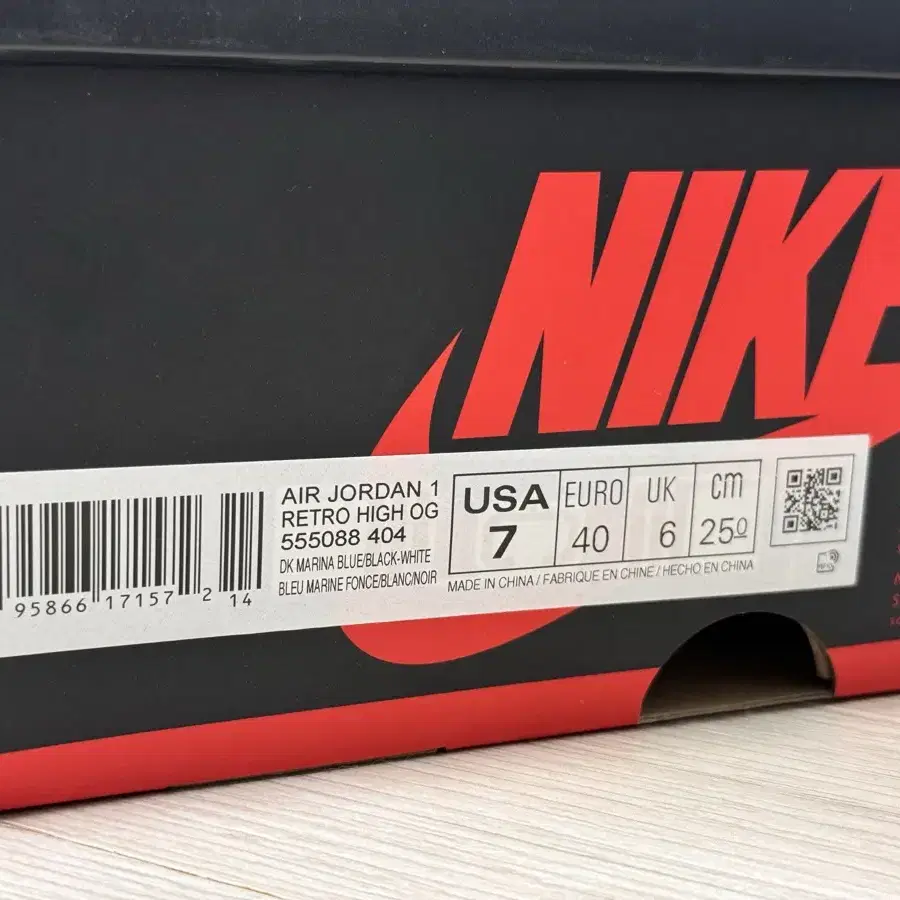 NIKE
AIR JORDAN 1
RETRO HIGH OG
555088 404
DK MARINA BLUE/BLACK-WHITE
BLEU MARINE FONCE/BLANC/NOIR
USA
7
EURO
40
UK
6
cm
25º
MADE IN CHINA / FABRIQUE EN CHINE / HECHO EN CHINA
95866 17157 2 14